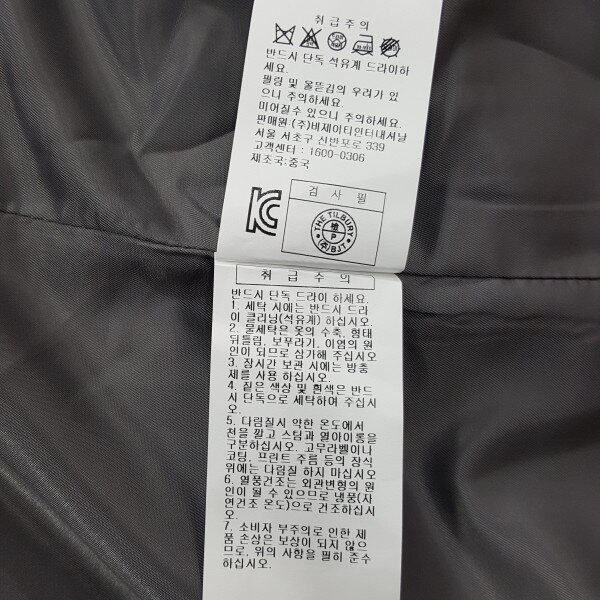 취급주의
반드시 단독 석유계 드라이하
세요.
필링 및 올뜯김의 우려가 있
으니 주의하세요.
미어질수 있으니 주의하세요.
판매원:(주)비제이티인터내셔날
서울 서초구 신반포로 339
고객센터 : 1600-0306
제조국:중국
검 사 필
THE TILBURY
檢
P
(주)BJT
취 급 주 의
반드시 단독 드라이 하세요.
1. 세탁 시에는 반드시 드라
이 클리닝(석유계) 하십시오.
2. 물세탁은 옷의 수축, 형태
뒤틀림, 보푸라기, 이염의 원
인이 되므로 삼가해 주십시오
3. 장시간 보관 시에는 방충
제를 사용 하십시오.
4. 짙은 색상 및 흰색은 반드
시 단독으로 세탁하여 주십시
오.
5. 다림질시 약한 온도에서
천을 깔고 스팀과 열아이롱을
구분하십시오. 고무라벨이나
코팅, 프린트 주름 등의 장식
위에는 다림질 하지 마십시오
6. 열풍건조는 외관변형의 원
인이 될 수 있으므로 냉풍(자
연건조 온도)으로 건조하십시
오.
7. 소비자 부주의로 인한 제
품 손상은 보상이 되지 않으
므로, 위의 사항을 필히 준수
하십시오.